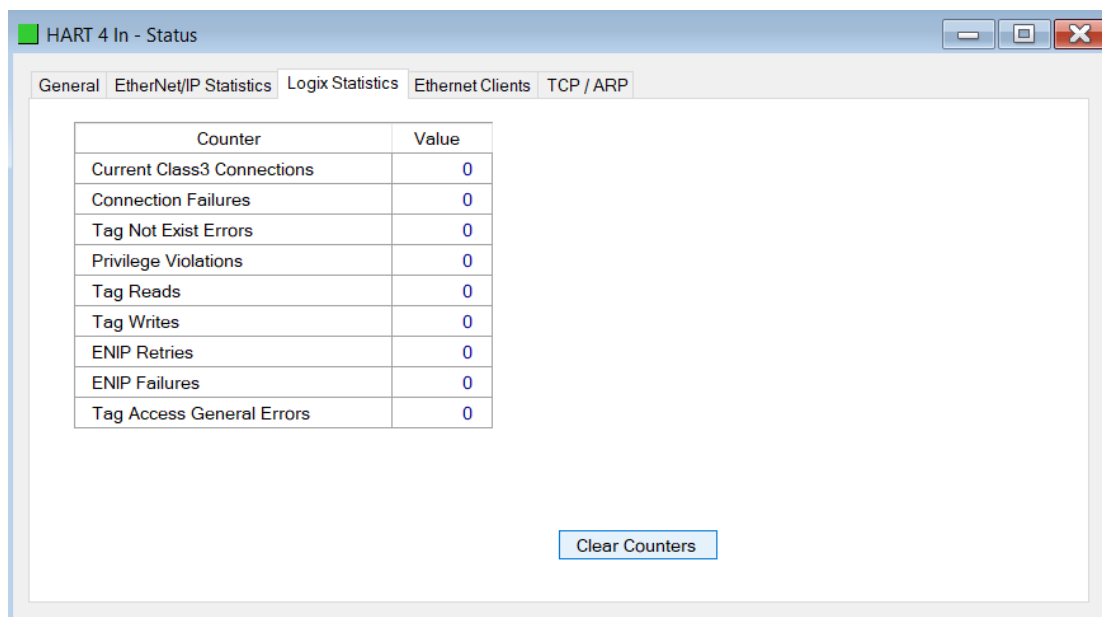 HART 4 In - Status
General EtherNet/IP Statistics Logix Statistics Ethernet Clients TCP / ARP
Counter Value
Current Class3 Connections 0
Connection Failures 0
Tag Not Exist Errors 0
Privilege Violations 0
Tag Reads 0
Tag Writes 0
ENIP Retries 0
ENIP Failures 0
Tag Access General Errors 0
Clear Counters